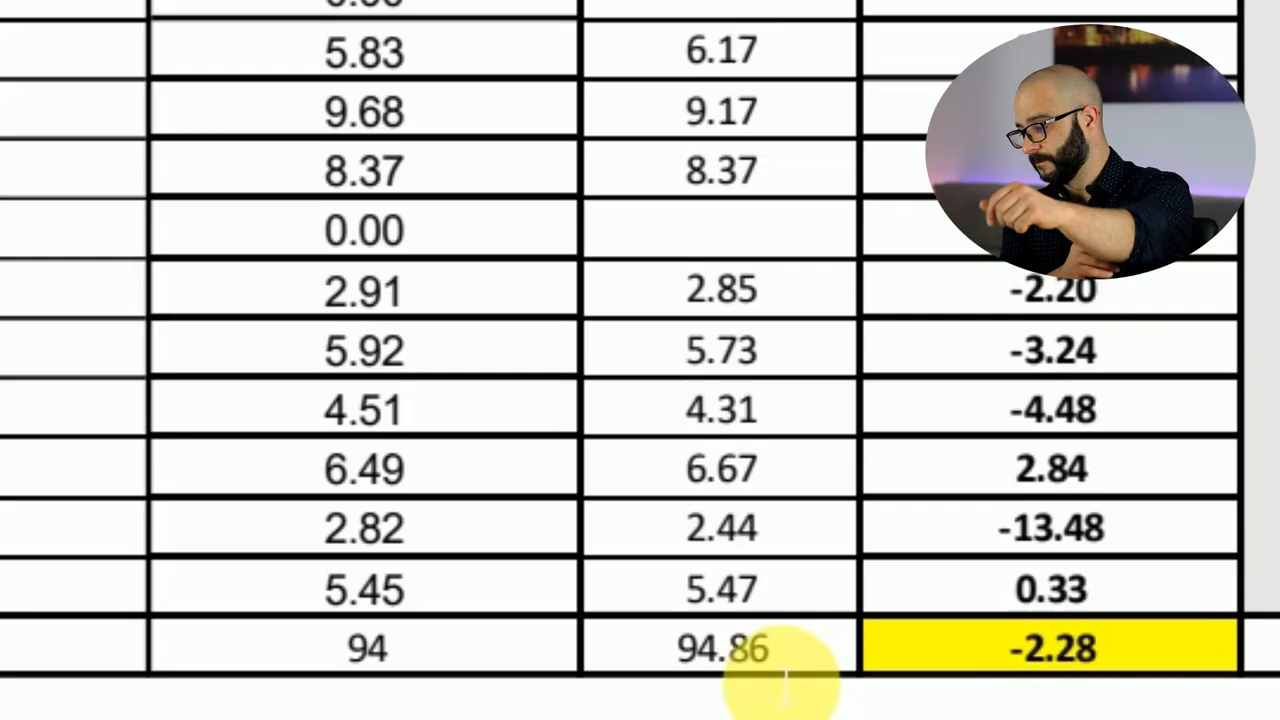 5.83 6.17
9.68 9.17
8.37 8.37
0.00
2.91 2.85 -2.20
5.92 5.73 -3.24
4.51 4.31 -4.48
6.49 6.67 2.84
2.82 2.44 -13.48
5.45 5.47 0.33
94 94.86 -2.28